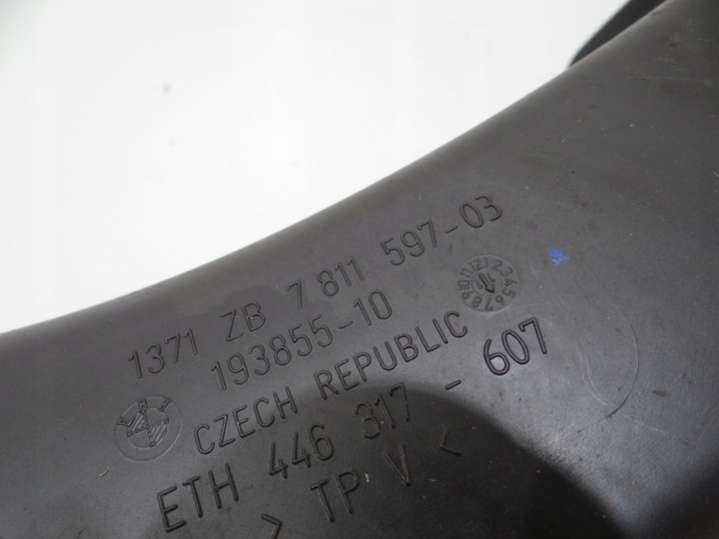 1371 ZB 7 811 597-03
193855-10
CZECH REPUBLIC
ETH 446 317 - 607
> TP V <